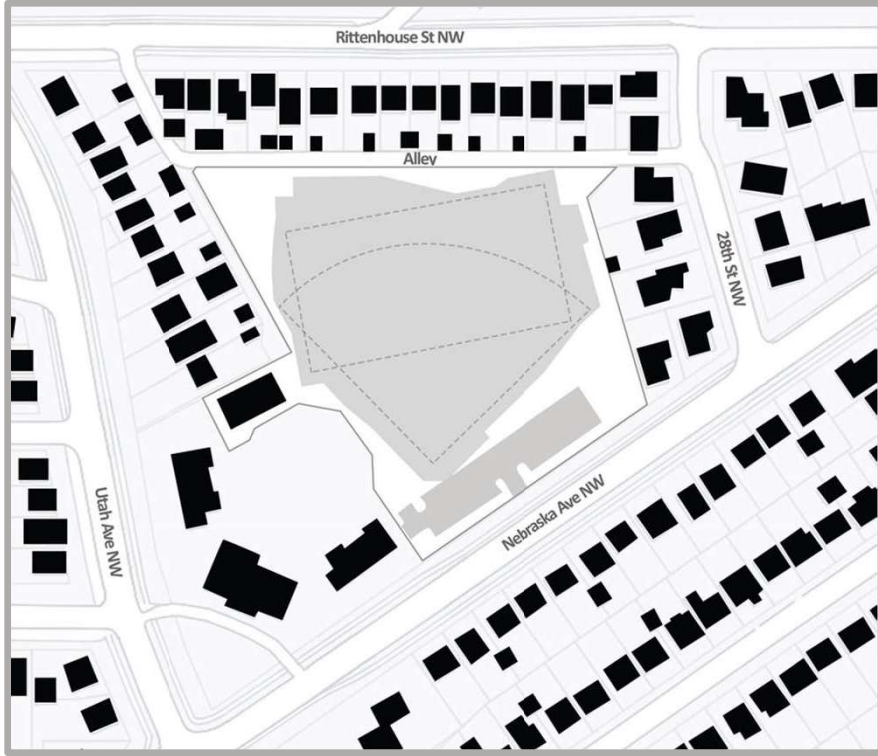 Rittenhouse St NW
Alley
28th St NW
Utah Ave NW
Nebraska Ave NW